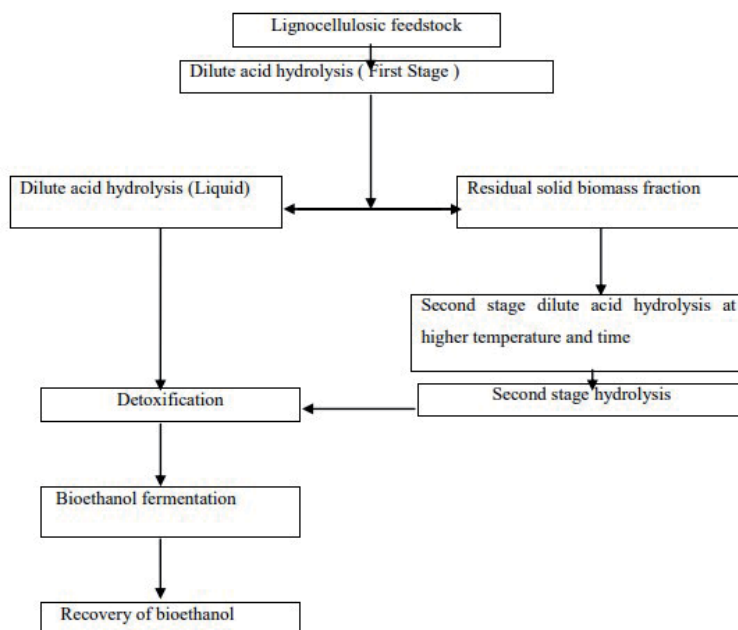 Lignocellulosic feedstock
Dilute acid hydrolysis ( First Stage )
Dilute acid hydrolysis (Liquid)
Residual solid biomass fraction
Second stage dilute acid hydrolysis at
higher temperature and time
Second stage hydrolysis
Detoxification
Bioethanol fermentation
Recovery of bioethanol